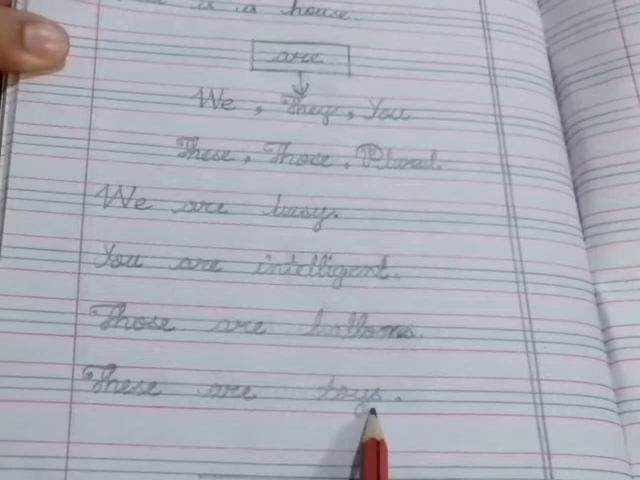 is a house.
are
We, They, You
These, Those, Plural
We are busy.
You are intelligent.
Those are balloons.
These are